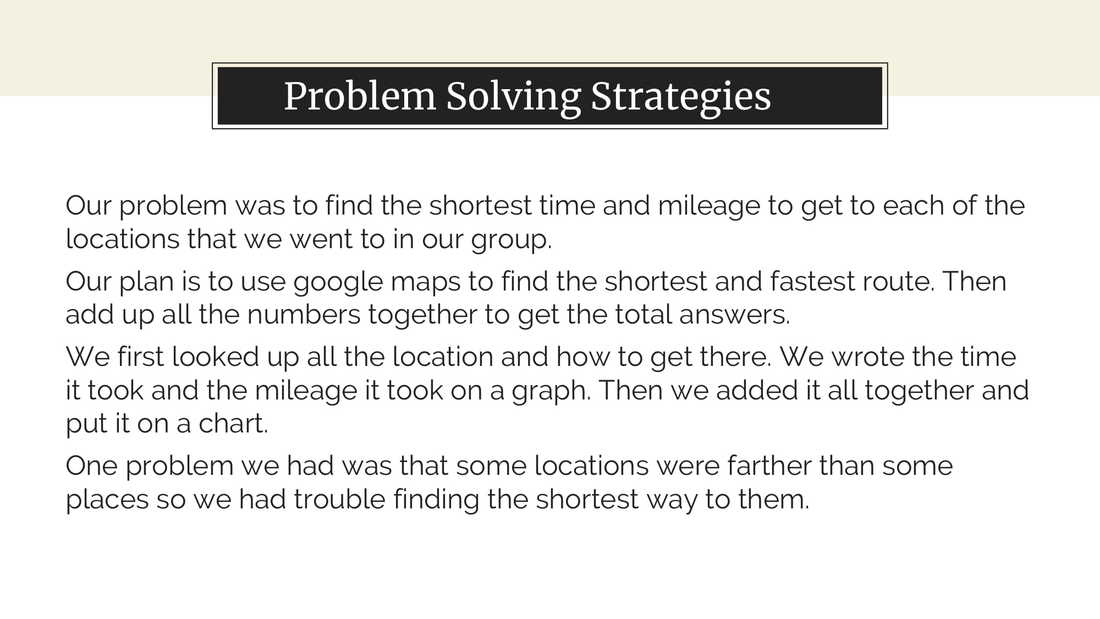 Problem Solving Strategies
Our problem was to find the shortest time and mileage to get to each of the
locations that we went to in our group.
Our plan is to use google maps to find the shortest and fastest route. Then
add up all the numbers together to get the total answers.
We first looked up all the location and how to get there. We wrote the time
it took and the mileage it took on a graph. Then we added it all together and
put it on a chart.
One problem we had was that some locations were farther than some
places so we had trouble finding the shortest way to them.